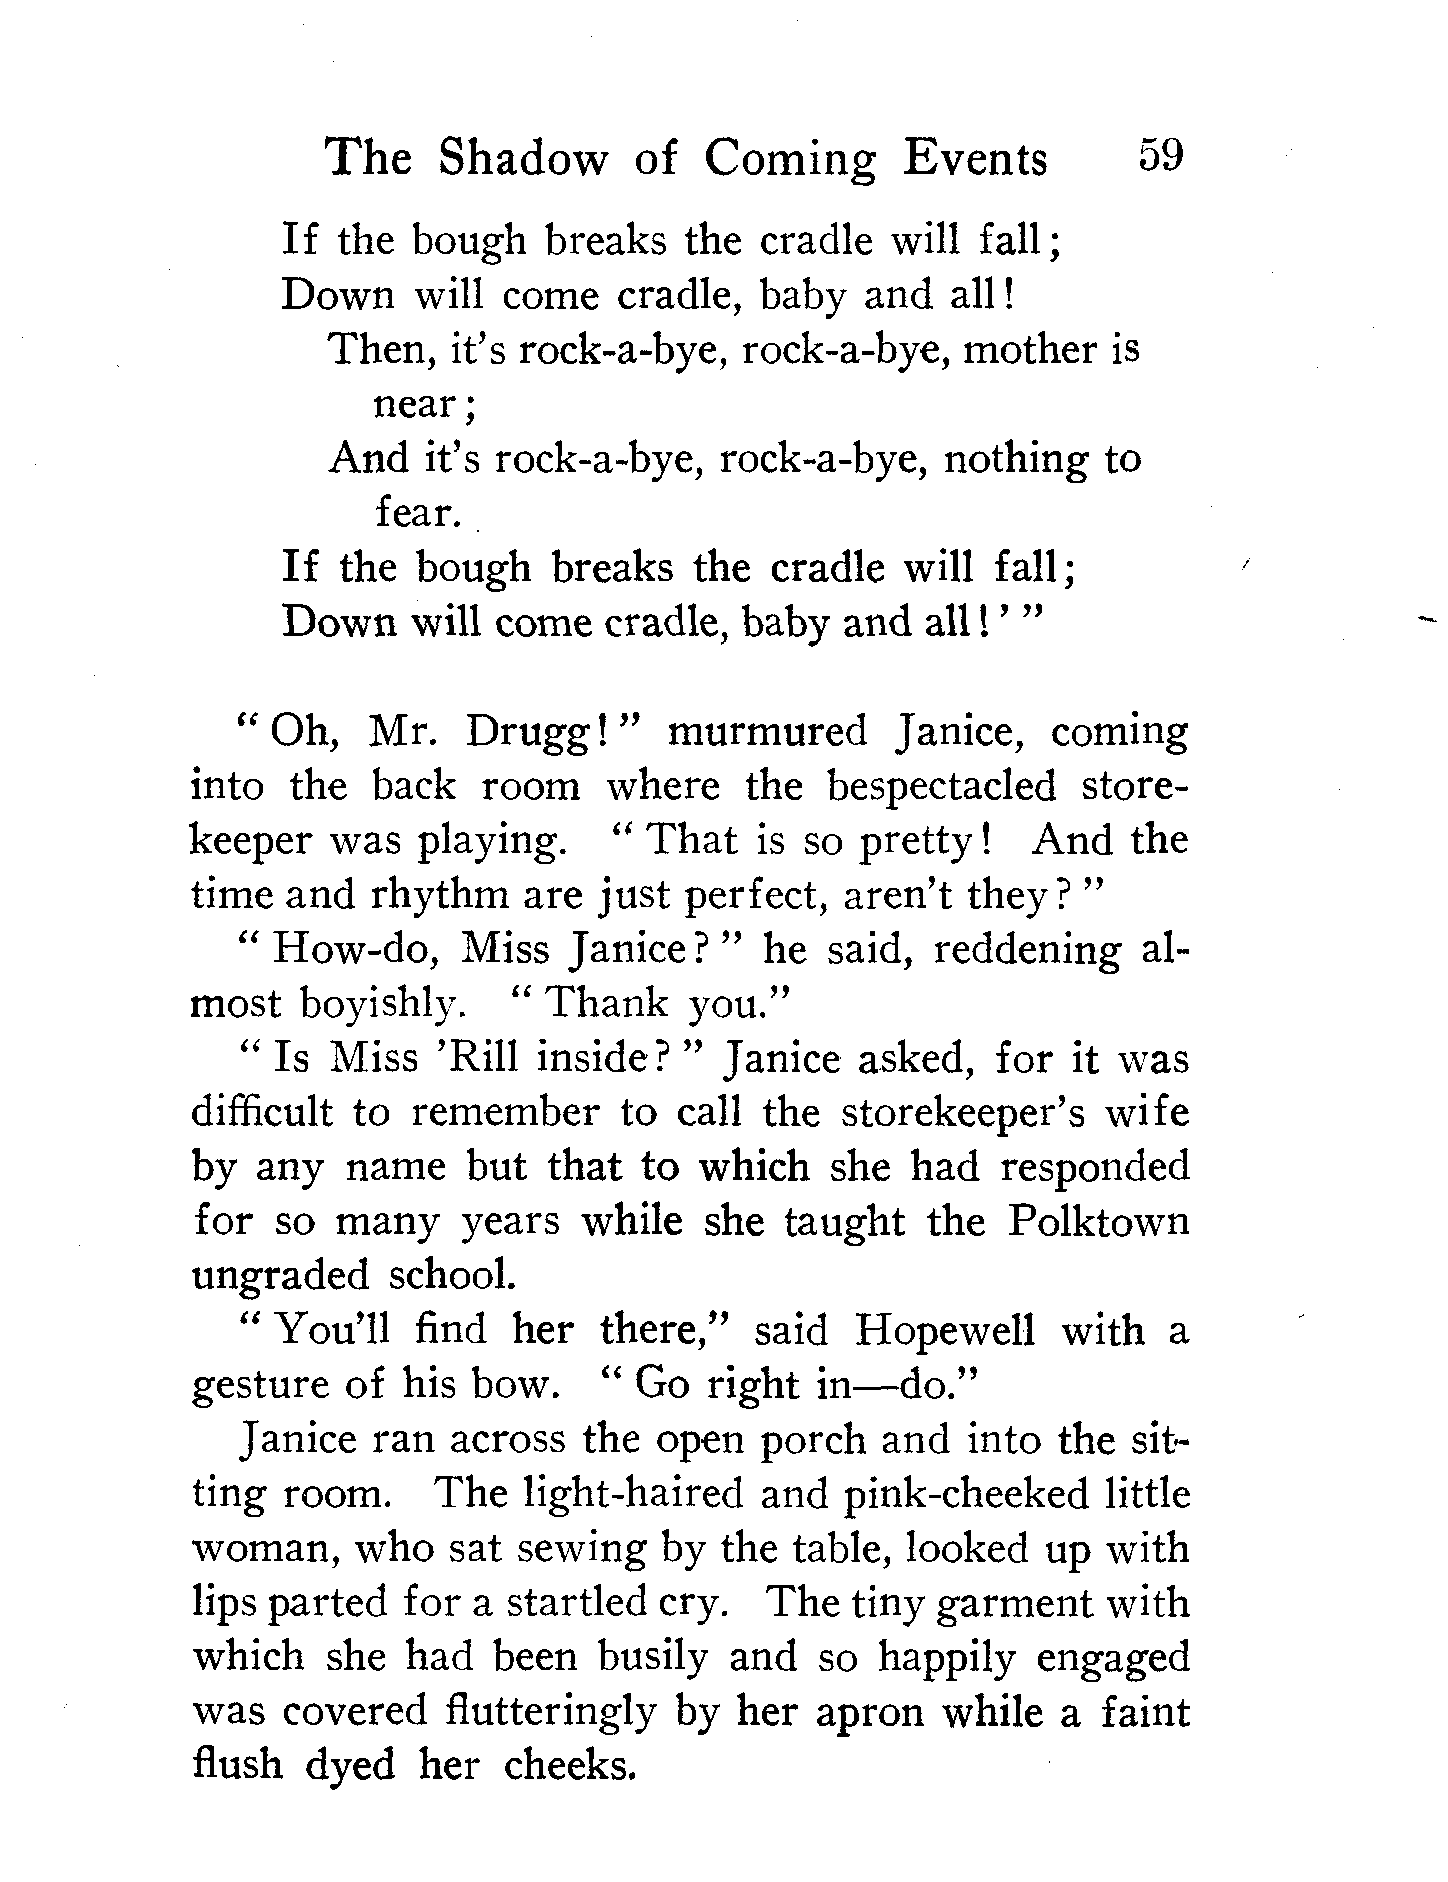 The Shadow of Coming Events 59
If the bough breaks the cradle will fall;
Down will come cradle, baby and all!
Then, it's rock-a-bye, rock-a-bye, mother is
near;
And it's rock-a-bye, rock-a-bye, nothing to
fear.
If the bough breaks the cradle will fall;
Down will come cradle, baby and all!' "
" Oh, Mr. Drugg! " murmured Janice, coming
into the back room where the bespectacled store-
keeper was playing. " That is so pretty! And the
time and rhythm are just perfect, aren't they? "
" How-do, Miss Janice? " he said, reddening al-
most boyishly. " Thank you."
" Is Miss 'Rill inside? " Janice asked, for it was
difficult to remember to call the storekeeper's wife
by any name but that to which she had responded
for so many years while she taught the Polktown
ungraded school.
" You'll find her there," said Hopewell with a
gesture of his bow. " Go right in—do."
Janice ran across the open porch and into the sit-
ting room. The light-haired and pink-cheeked little
woman, who sat sewing by the table, looked up with
lips parted for a startled cry. The tiny garment with
which she had been busily and so happily engaged
was covered flutteringly by her apron while a faint
flush dyed her cheeks.